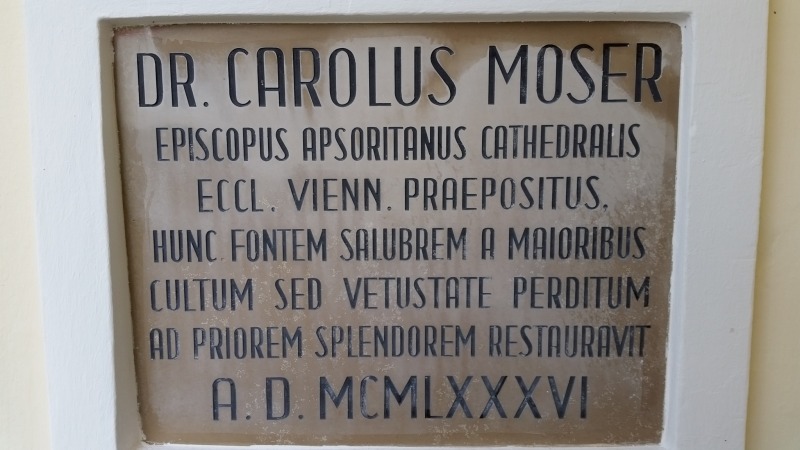 DR. CAROLUS MOSER
EPISCOPUS APSORITANUS CATHEDRALIS
ECCL. VIENN. PRAEPOSITUS,
HUNC FONTEM SALUBREM A MAIORIBUS
CULTUM SED VETUSTATE PERDITUM
AD PRIOREM SPLENDOREM RESTAURAVIT
A. D. MCMLXXXVI